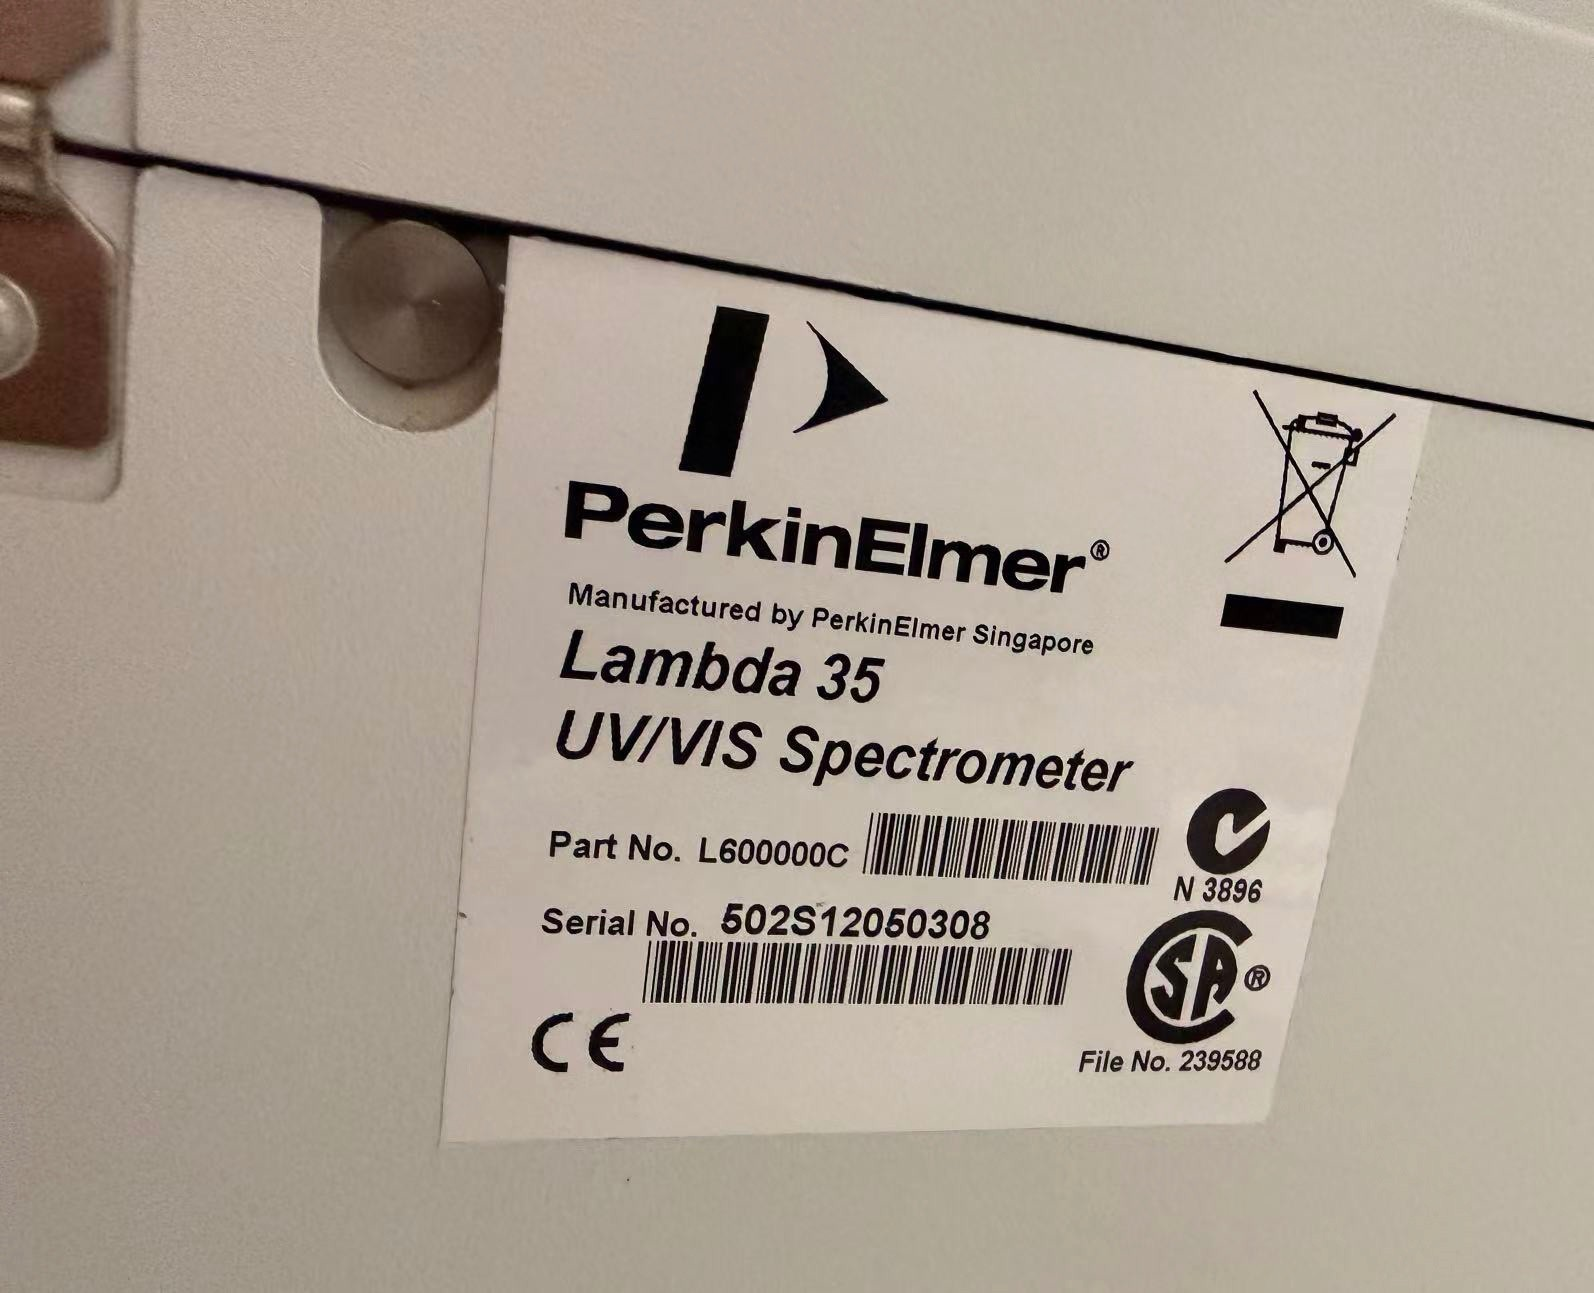 PerkinElmer®
Manufactured by PerkinElmer Singapore
Lambda 35
UV/VIS Spectrometer
Part No. L600000C
N 3896
Serial No. 502S12050308
CE
CSA®
File No. 239588